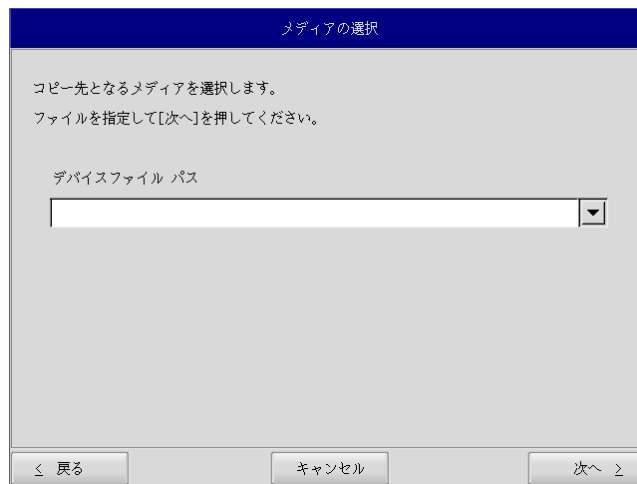 メディアの選択
コピー先となるメディアを選択します。
ファイルを指定して[次へ]を押してください。
デバイスファイル パス
≤ 戻る
キャンセル
次へ ≥